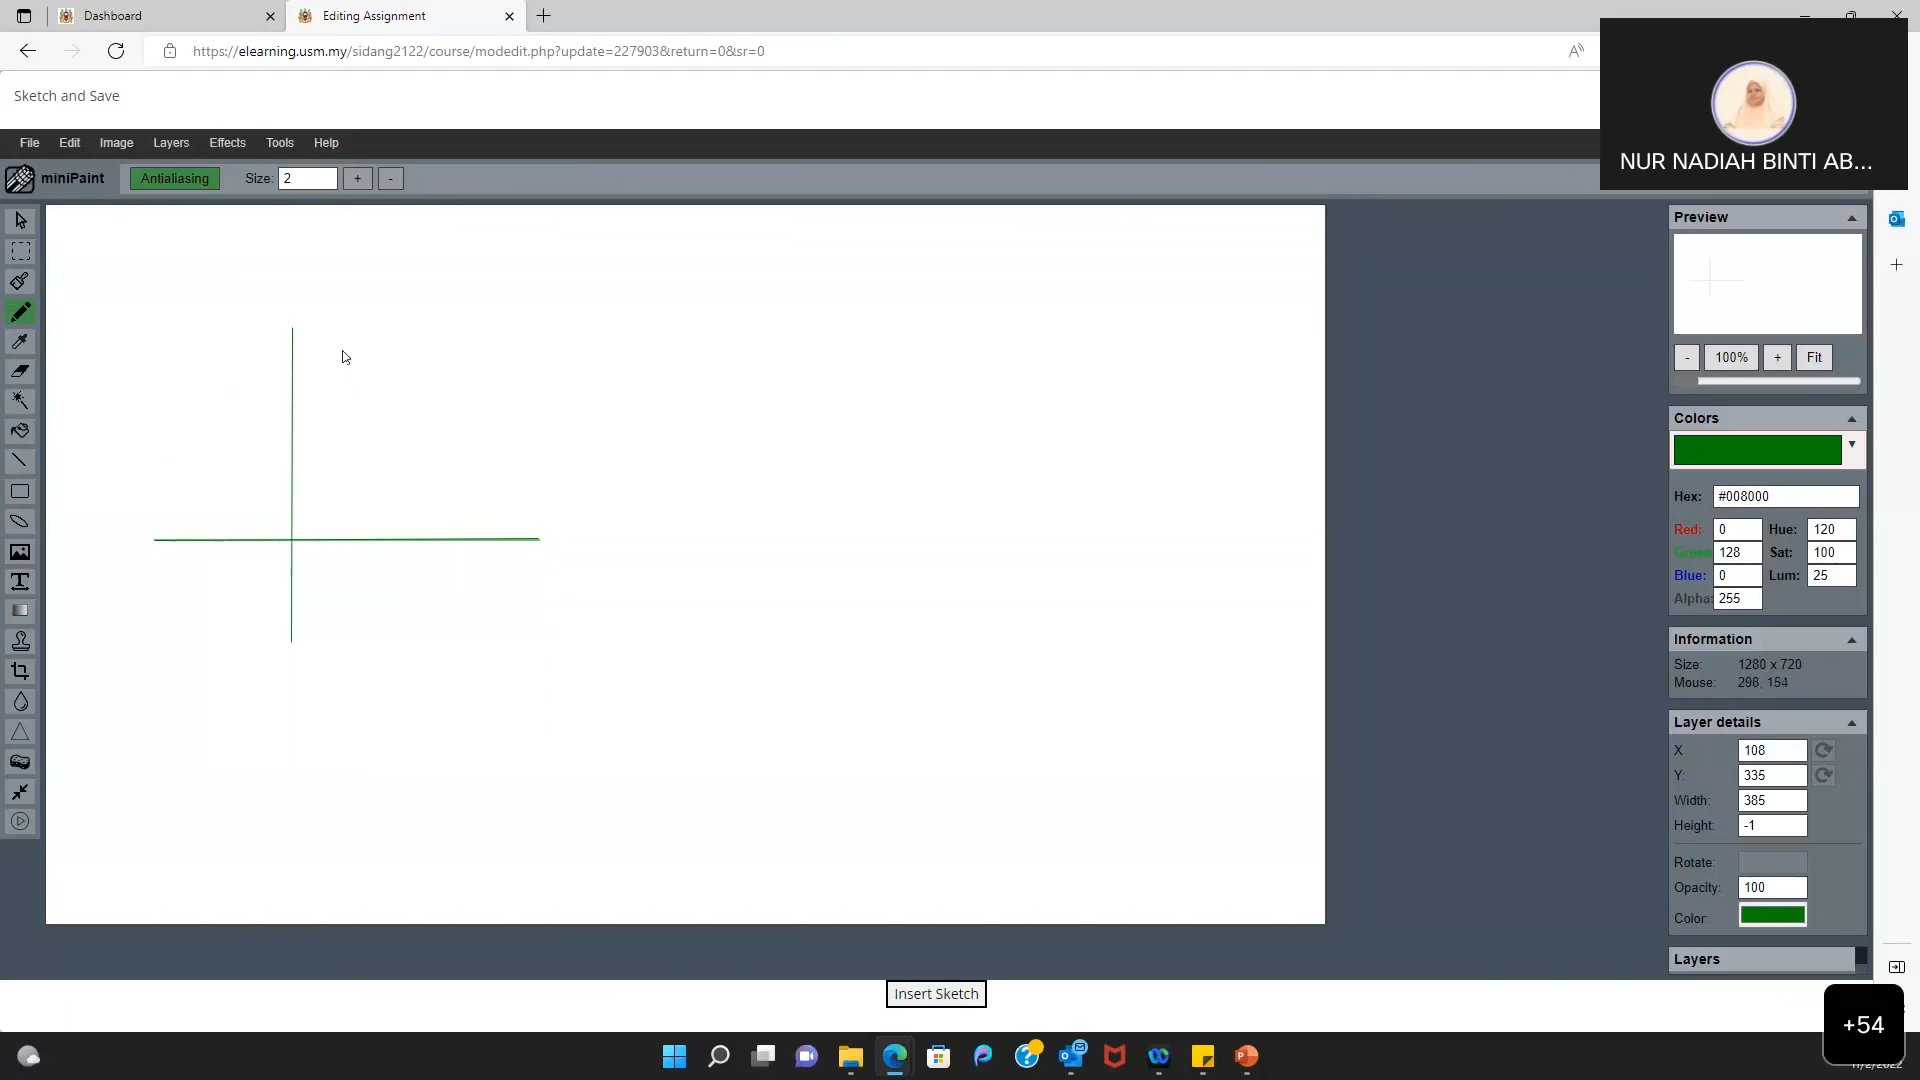 Dashboard
Editing Assignment
https://elearning.usm.my/sidang2122/course/modedit.php?update=227903&return=0&sr=0
Sketch and Save
NUR NADIAH BINTI AB...
File Edit Image Layers Effects Tools Help
miniPaint Antialiasing Size: 2 + -
Preview
- 100% + Fit
Colors
Hex: #008000
Red: 0 Hue: 120
Green 128 Sat: 100
Blue: 0 Lum: 25
Alpha: 255
Information
Size: 1280 x 720
Mouse: 298, 154
Layer details
X 108
Y: 335
Width: 385
Height: -1
Rotate:
Opacity: 100
Color:
Layers
Insert Sketch
+54